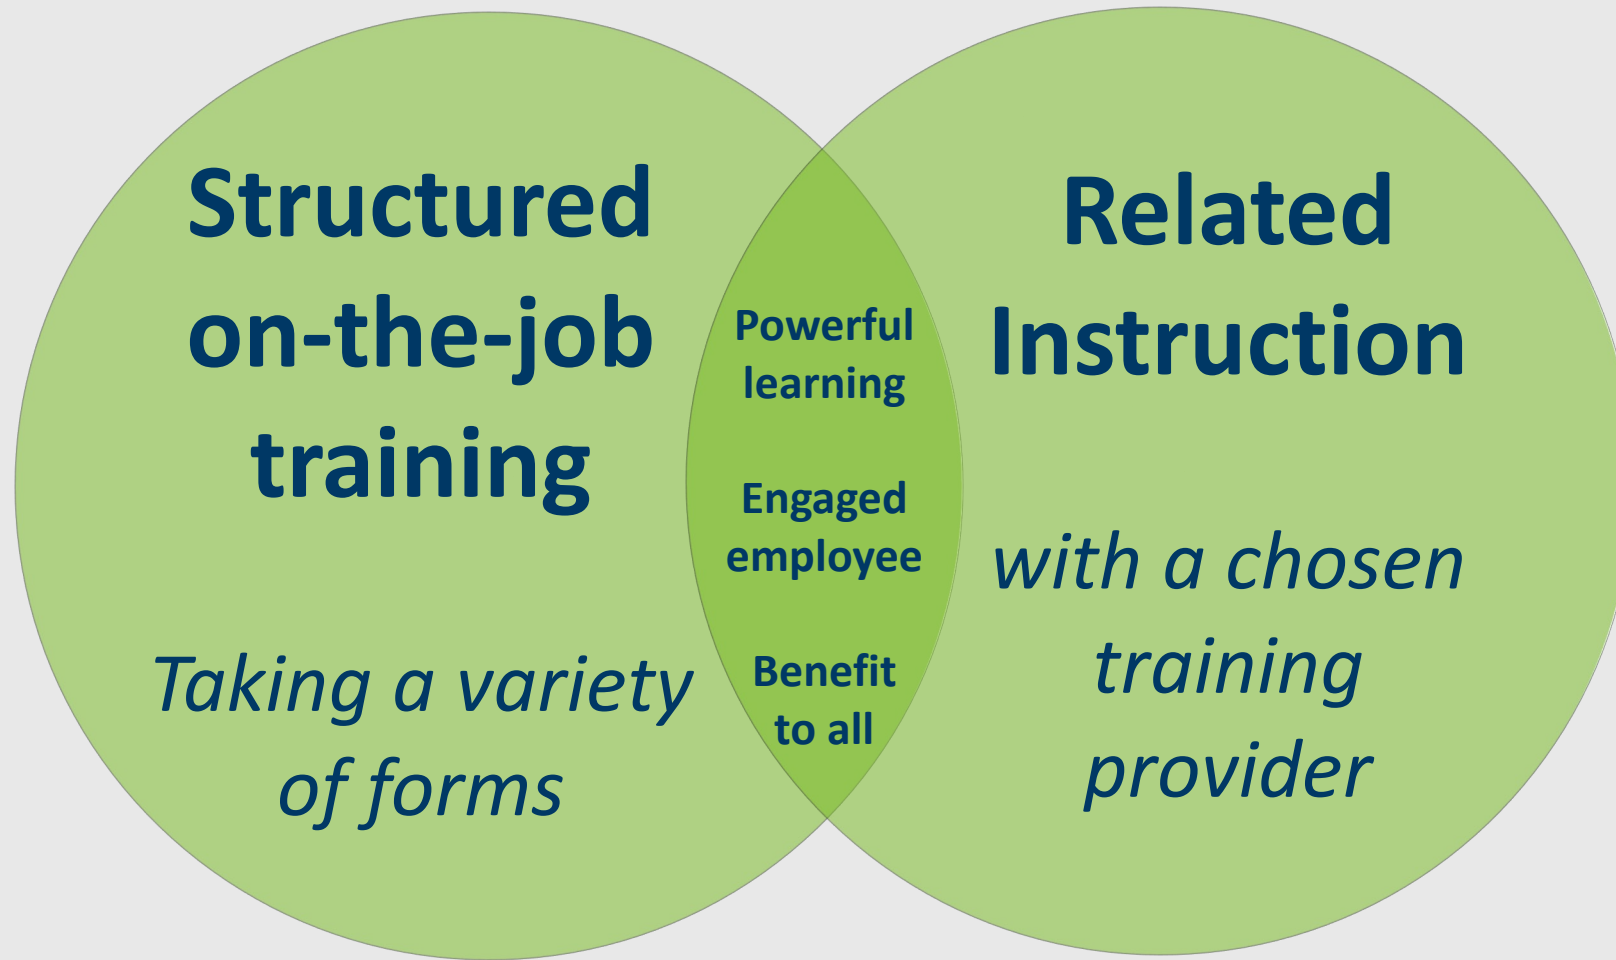 Structured
on-the-job
training
Taking a variety
of forms
Powerful
learning
Engaged
employee
Benefit
to all
Related
Instruction
with a chosen
training
provider